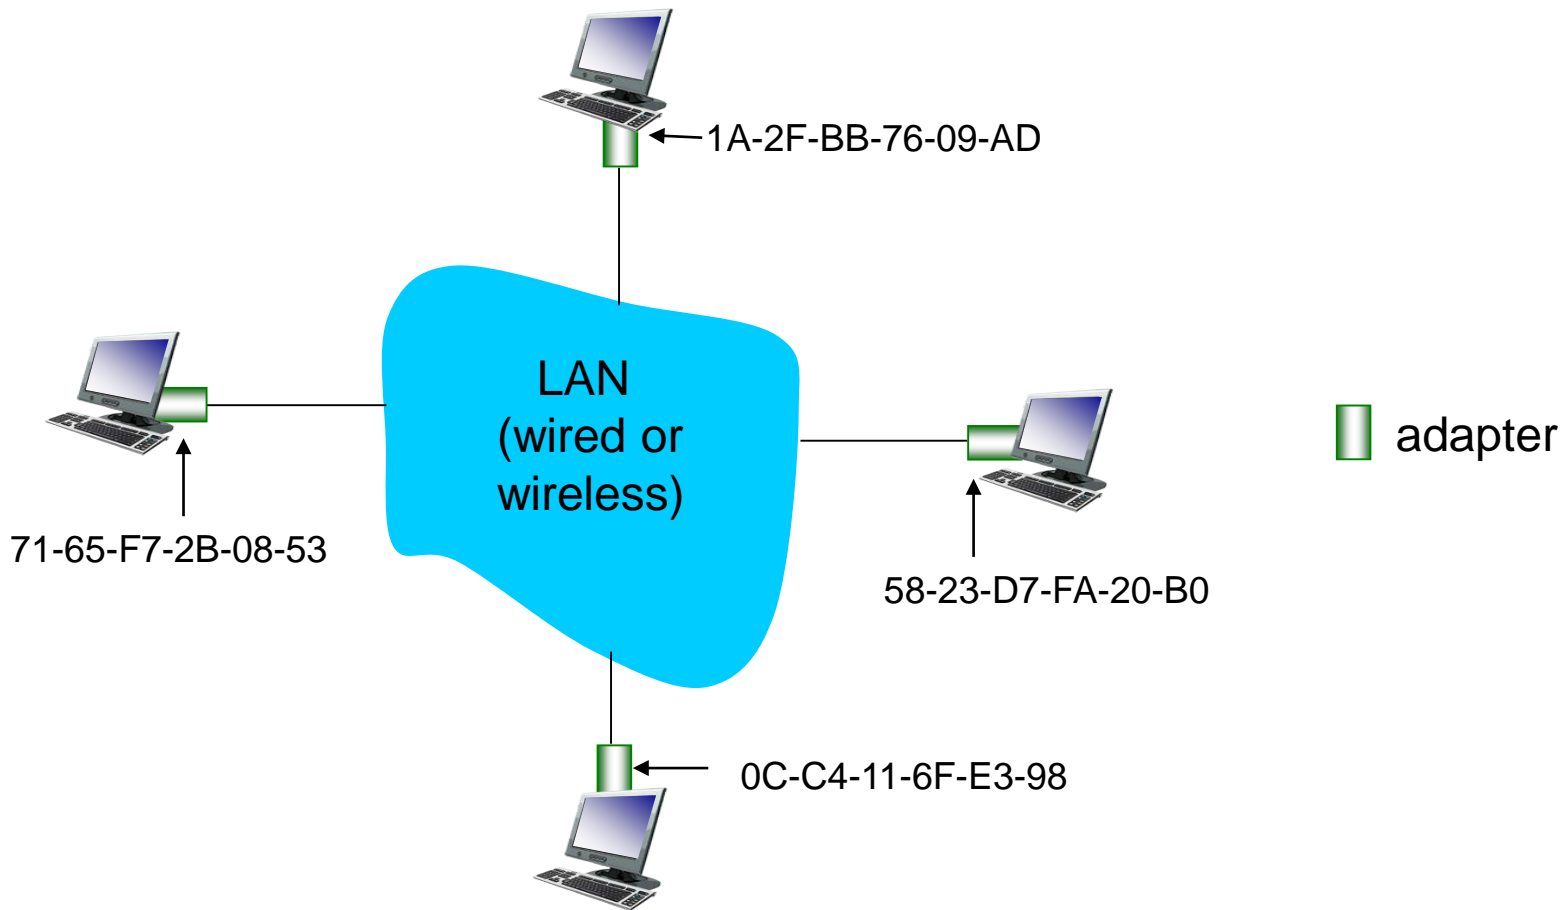 1A-2F-BB-76-09-AD
LAN
(wired or
wireless)
adapter
71-65-F7-2B-08-53
58-23-D7-FA-20-B0
0C-C4-11-6F-E3-98